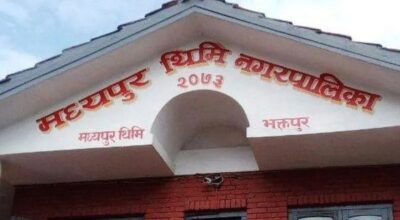 मध्यपुर थिमि नगरपालिका
२०७३
मध्यपुर थिमि भक्तपुर